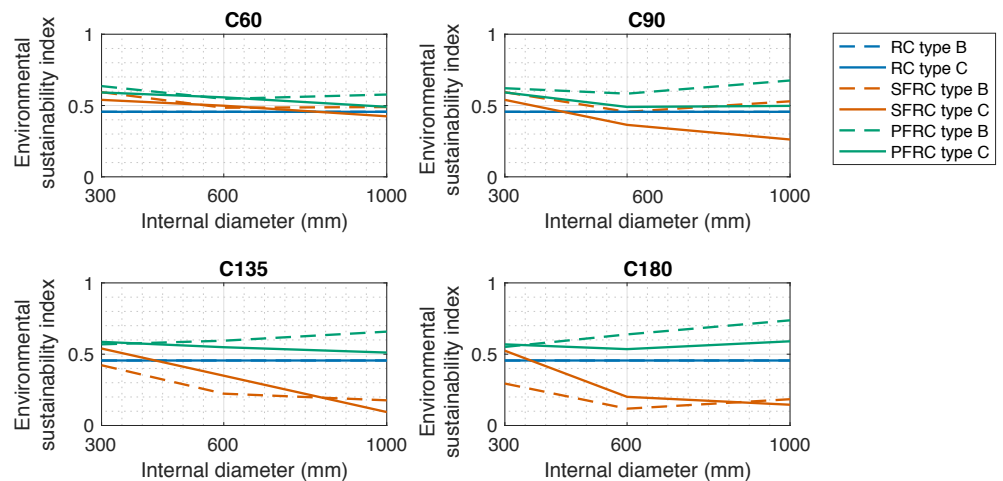 C60
Environmental
sustainability index
1
0.5
0
300
600
1000
Internal diameter (mm)
C90
Environmental
sustainability index
1
0.5
0
300
600
1000
Internal diameter (mm)
RC type B
RC type C
SFRC type B
SFRC type C
PFRC type B
PFRC type C
C135
Environmental
sustainability index
1
0.5
0
300
600
1000
Internal diameter (mm)
C180
Environmental
sustainability index
1
0.5
0
300
600
1000
Internal diameter (mm)